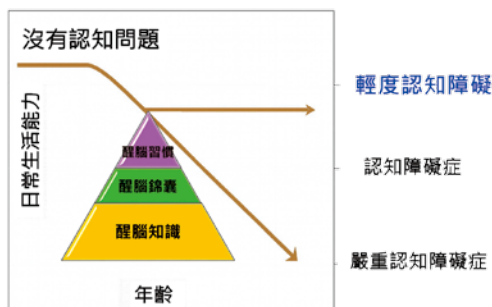 沒有認知問題
輕度認知障礙
日常生活能力
醒腦習慣
認知障礙症
醒腦錦囊
醒腦知識
嚴重認知障礙症
年齡